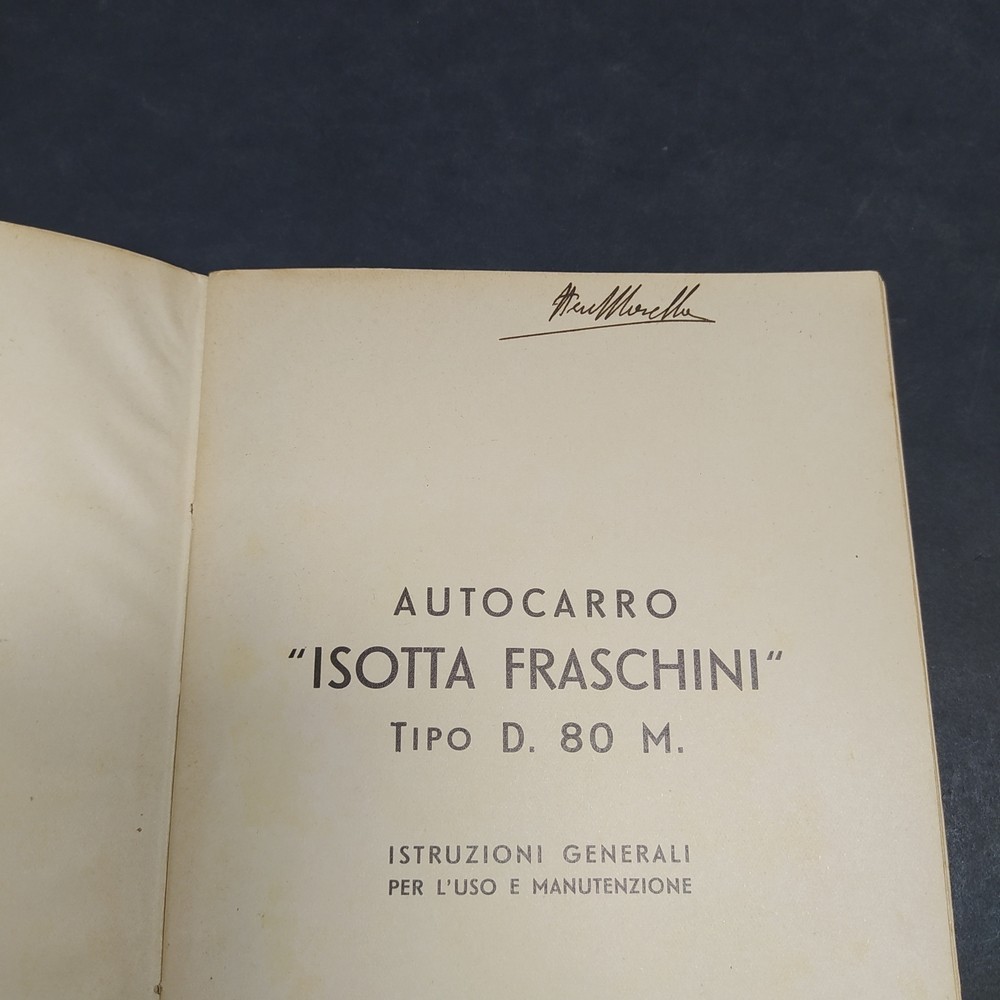 AUTOCARRO
“ISOTTA FRASCHINI“
TIPO D. 80 M.
ISTRUZIONI GENERALI
PER L'USO E MANUTENZIONE